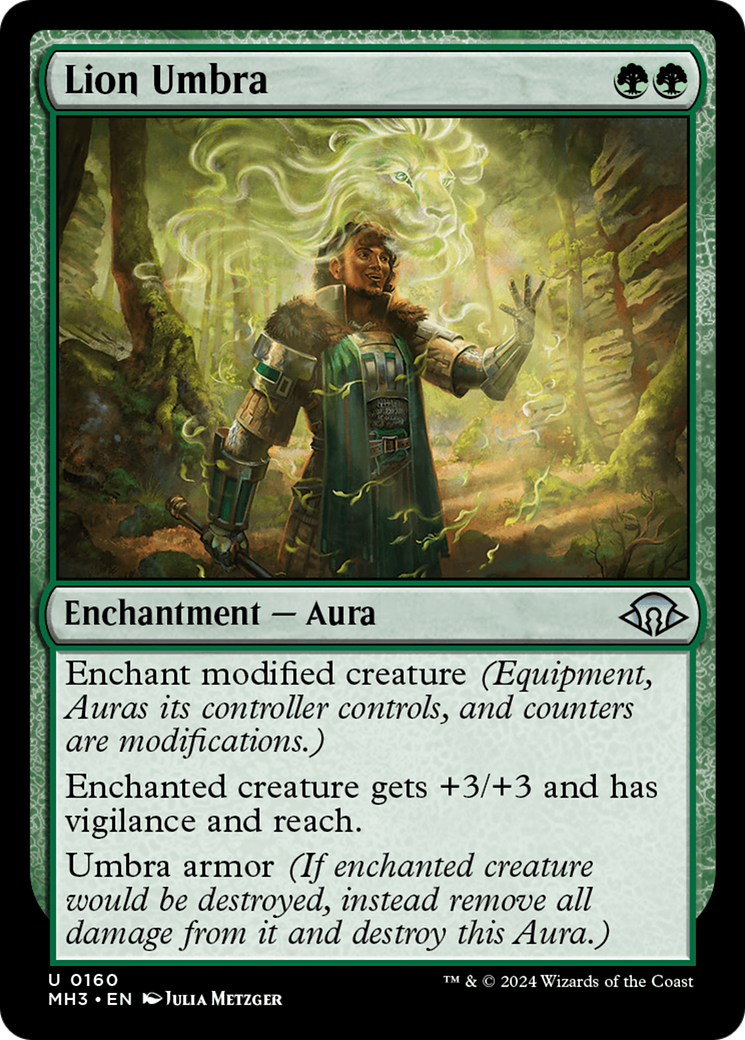 Lion Umbra
Enchantment — Aura
Enchant modified creature (Equipment,
Auras its controller controls, and counters
are modifications.)
Enchanted creature gets +3/+3 and has
vigilance and reach.
Umbra armor (If enchanted creature
would be destroyed, instead remove all
damage from it and destroy this Aura.)
U 0160
MH3 • EN Julia Metzger
™ & © 2024 Wizards of the Coast